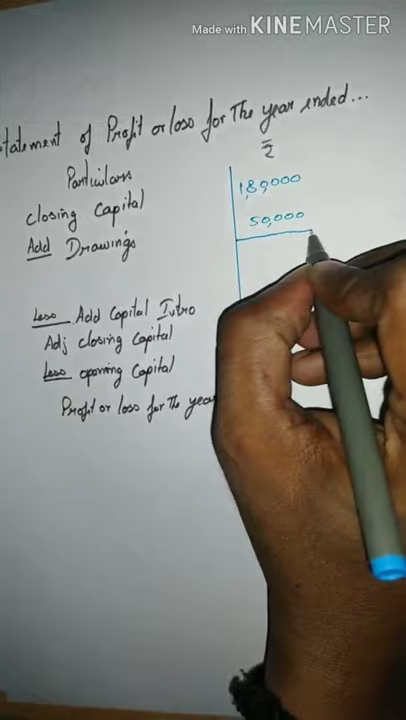 Made with KINEMASTER
Statement of Profit or loss for The year ended...
Particulars
₹
closing Capital 1,80,000
Add Drawings 50,000
Less Add Capital Intro
Adj closing Capital
Less opening Capital
Profit or loss for The year